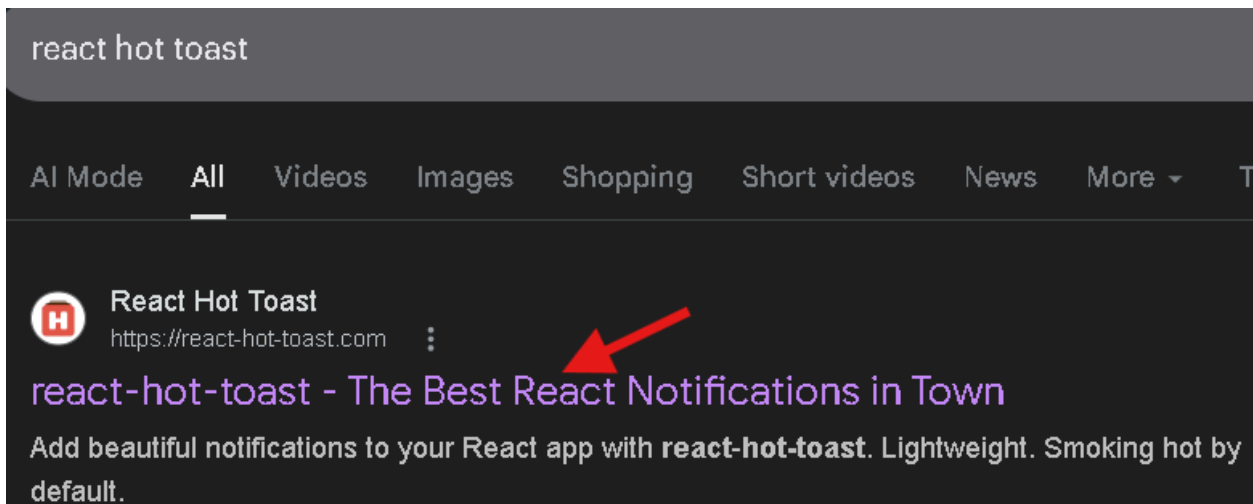 react hot toast
AI Mode All Videos Images Shopping Short videos News More T
H
React Hot Toast
https://react-hot-toast.com
react-hot-toast - The Best React Notifications in Town
Add beautiful notifications to your React app with react-hot-toast. Lightweight. Smoking hot by
default.